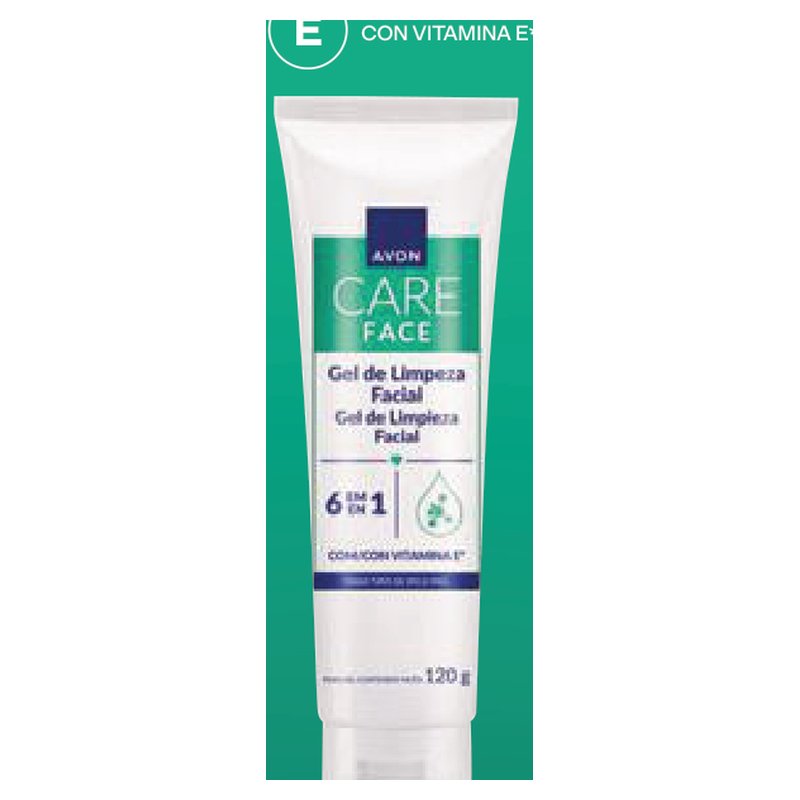 E
CON VITAMINA E*
AVON
CARE
FACE
Gel de Limpeza
Facial
Gel de Limpieza
Facial
6 EM EN 1
COM/CON VITAMINA E*
120 g